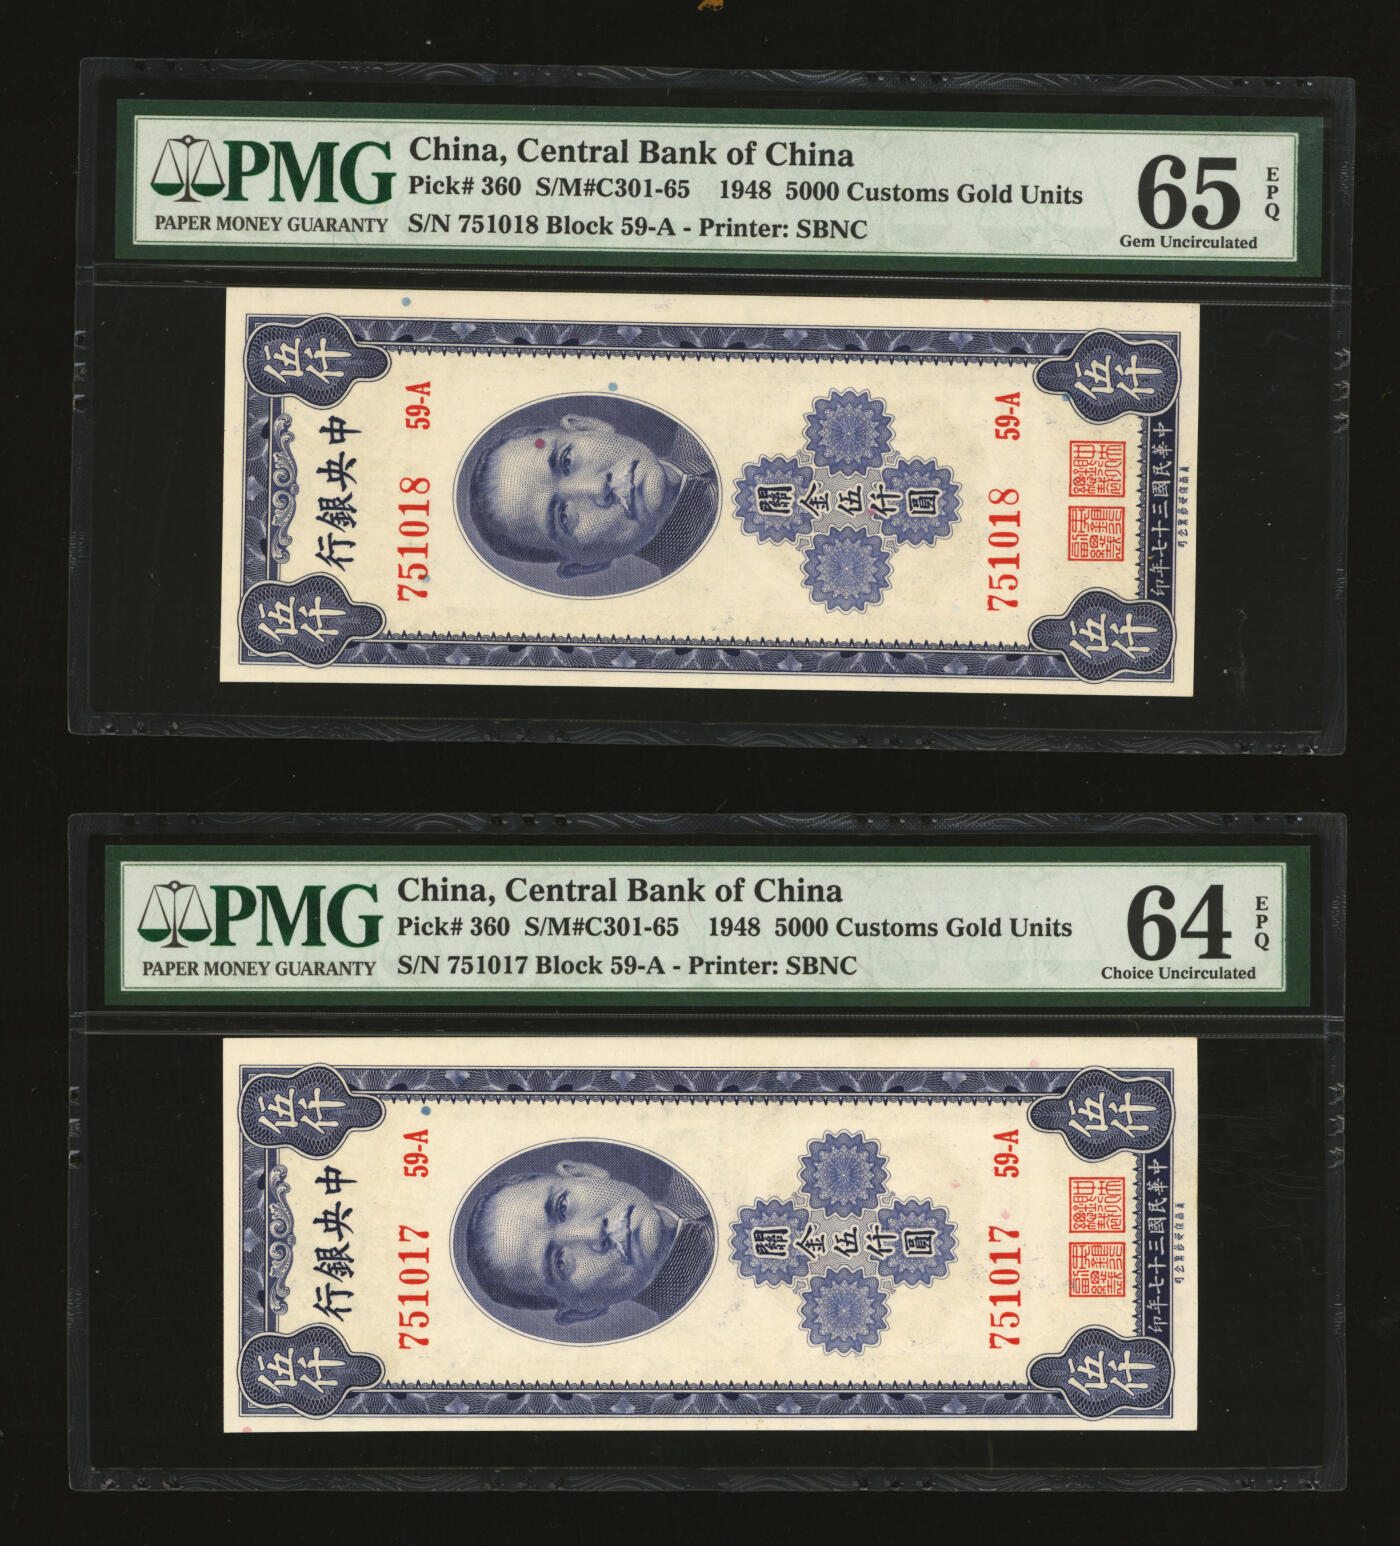 PMG
PAPER MONEY GUARANTY
China, Central Bank of China
Pick# 360 S/M#C301-65 1948 5000 Customs Gold Units
S/N 751018 Block 59-A - Printer: SBNC
65
EPQ
Gem Uncirculated
伍仟
伍仟
中央銀行
59-A
751018
關金伍仟圓
59-A
751018
中華民國三十七年印
伍仟
伍仟
PMG
PAPER MONEY GUARANTY
China, Central Bank of China
Pick# 360 S/M#C301-65 1948 5000 Customs Gold Units
S/N 751017 Block 59-A - Printer: SBNC
64
EPQ
Choice Uncirculated
伍仟
伍仟
中央銀行
59-A
751017
關金伍仟圓
59-A
751017
中華民國三十七年印
伍仟
伍仟